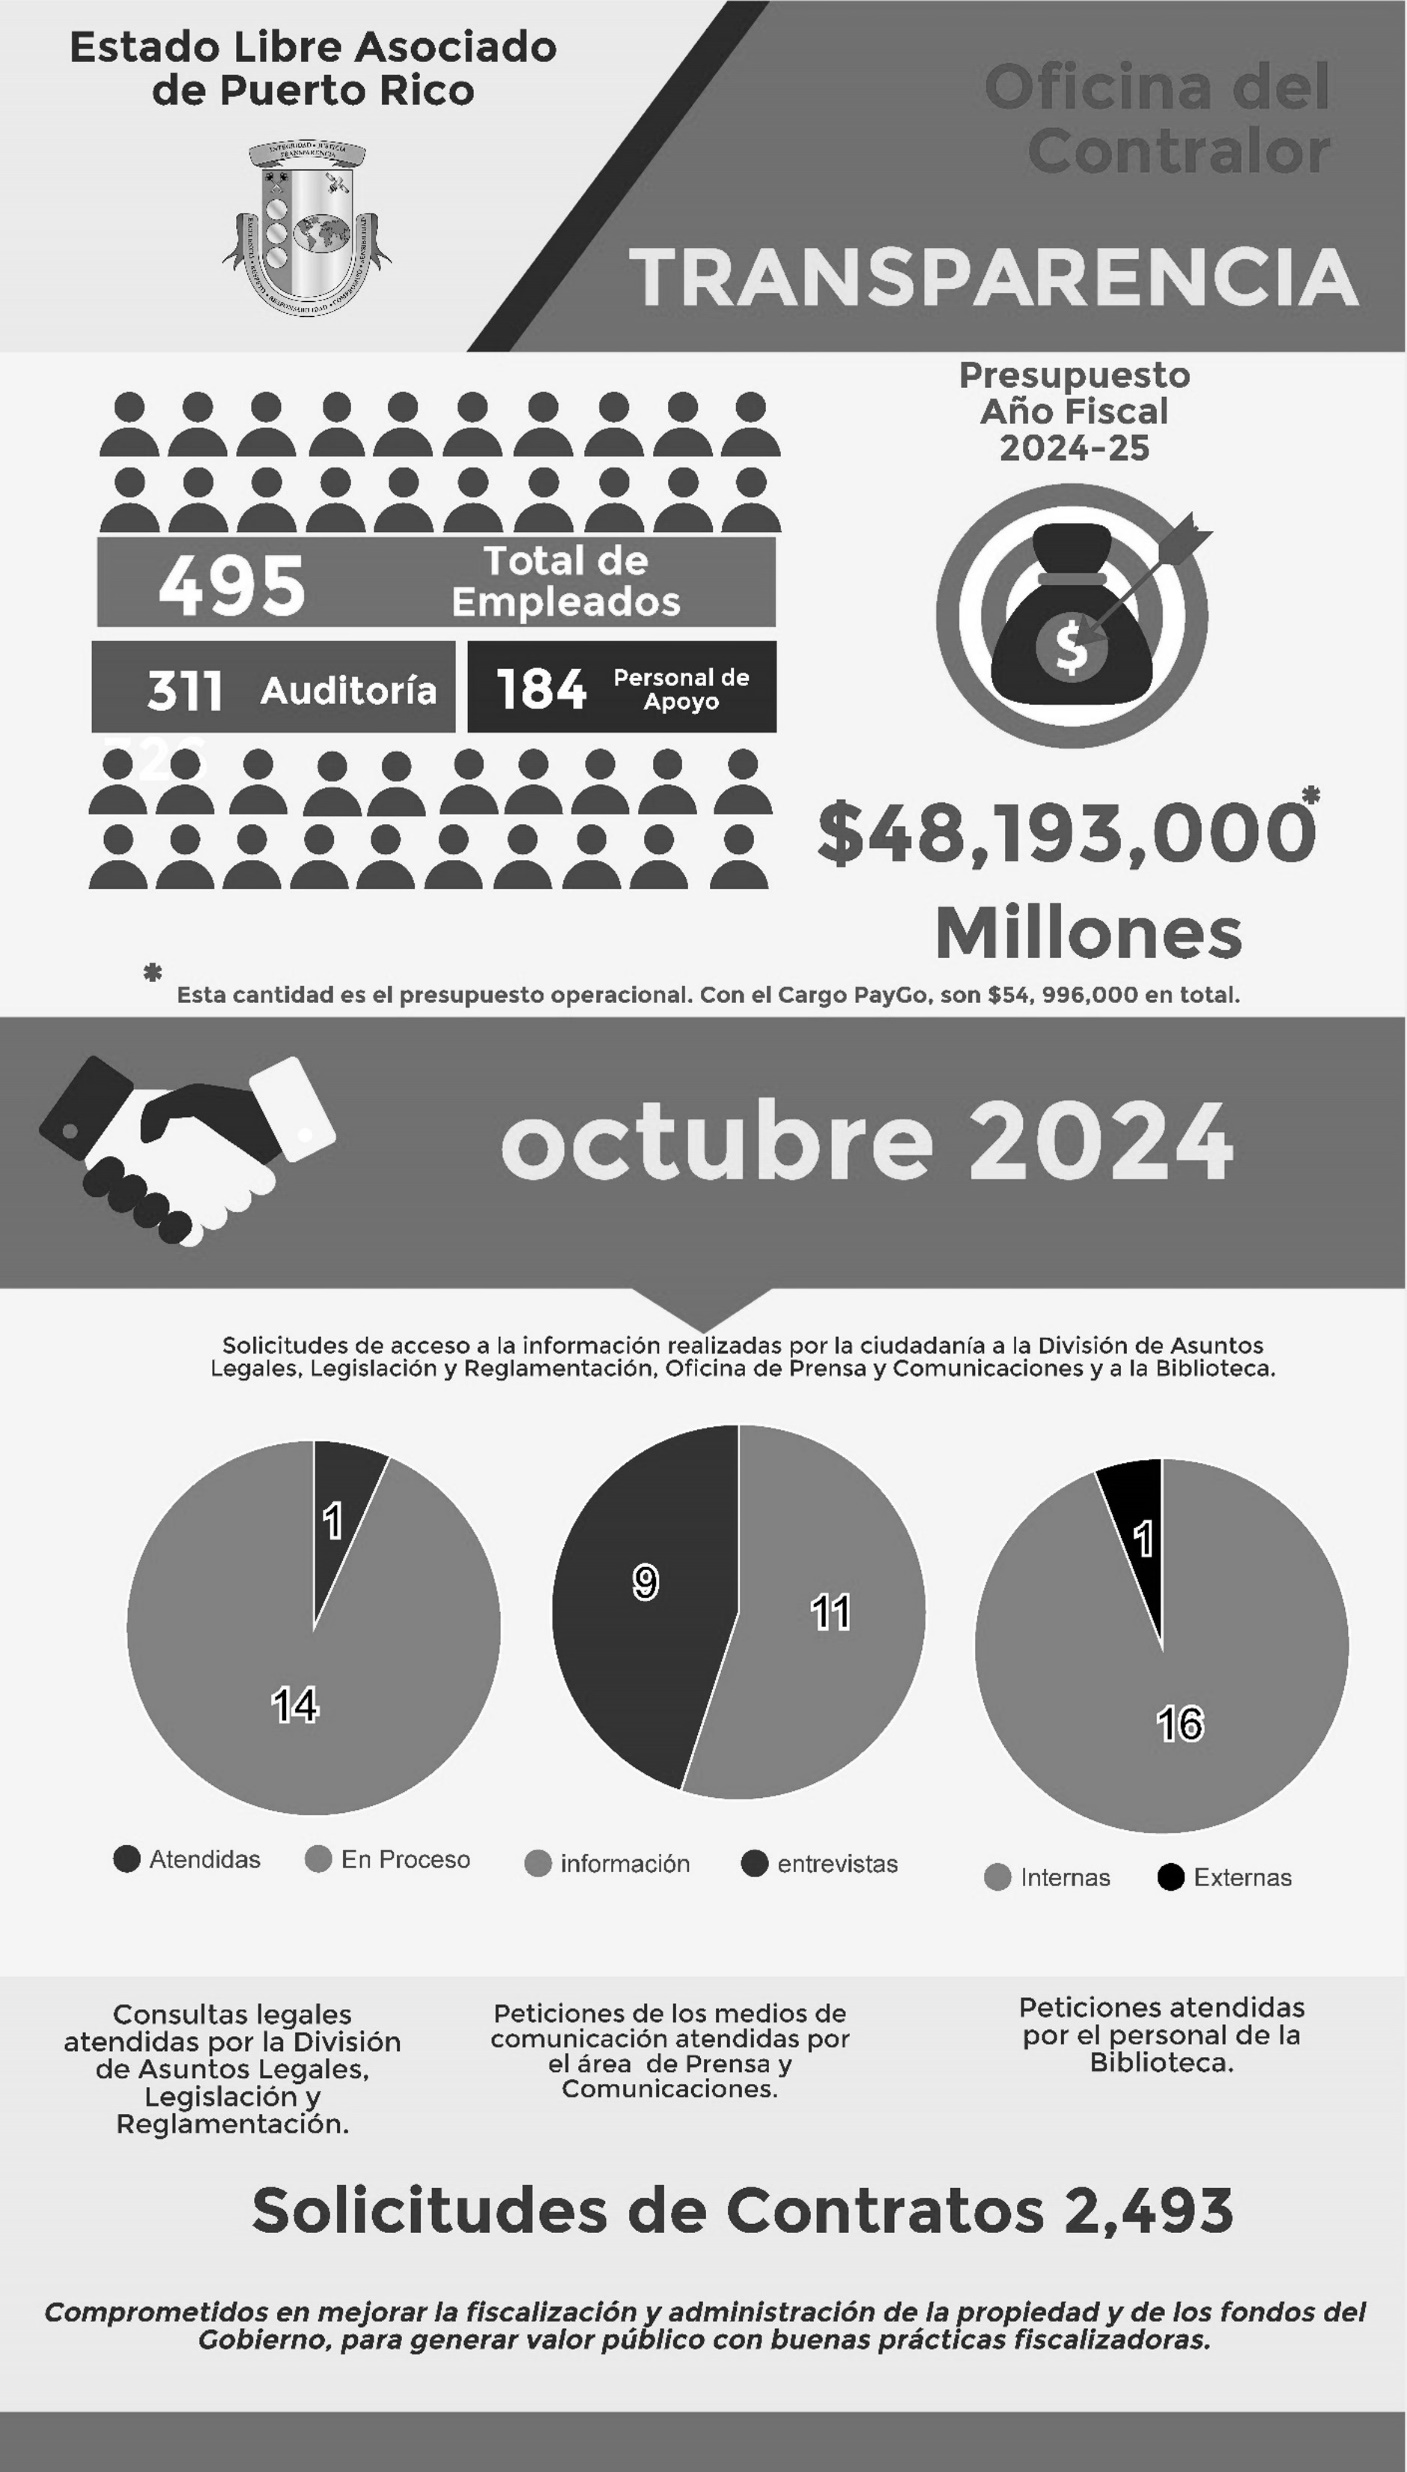 Estado Libre Asociado
de Puerto Rico
INTEGRIDAD • JUSTICIA
TRANSPARENCIA
Oficina del
Contralor
TRANSPARENCIA
Presupuesto
Año Fiscal
2024-25
495
Total de
Empleados
311 Auditoría
184
Personal de
Apoyo
$
$48,193,000*
Millones
*
Esta cantidad es el presupuesto operacional. Con el Cargo PayGo, son $54, 996,000 en total.
octubre 2024
Solicitudes de acceso a la información realizadas por la ciudadanía a la División de Asuntos
Legales, Legislación y Reglamentación, Oficina de Prensa y Comunicaciones y a la Biblioteca.
1
14
Atendidas
En Proceso
9
11
información
entrevistas
1
16
Internas
Externas
Consultas legales
atendidas por la División
de Asuntos Legales,
Legislación y
Reglamentación.
Peticiones de los medios de
comunicación atendidas por
el área de Prensa y
Comunicaciones.
Peticiones atendidas
por el personal de la
Biblioteca.
Solicitudes de Contratos 2,493
Comprometidos en mejorar la fiscalización y administración de la propiedad y de los fondos del
Gobierno, para generar valor público con buenas prácticas fiscalizadoras.